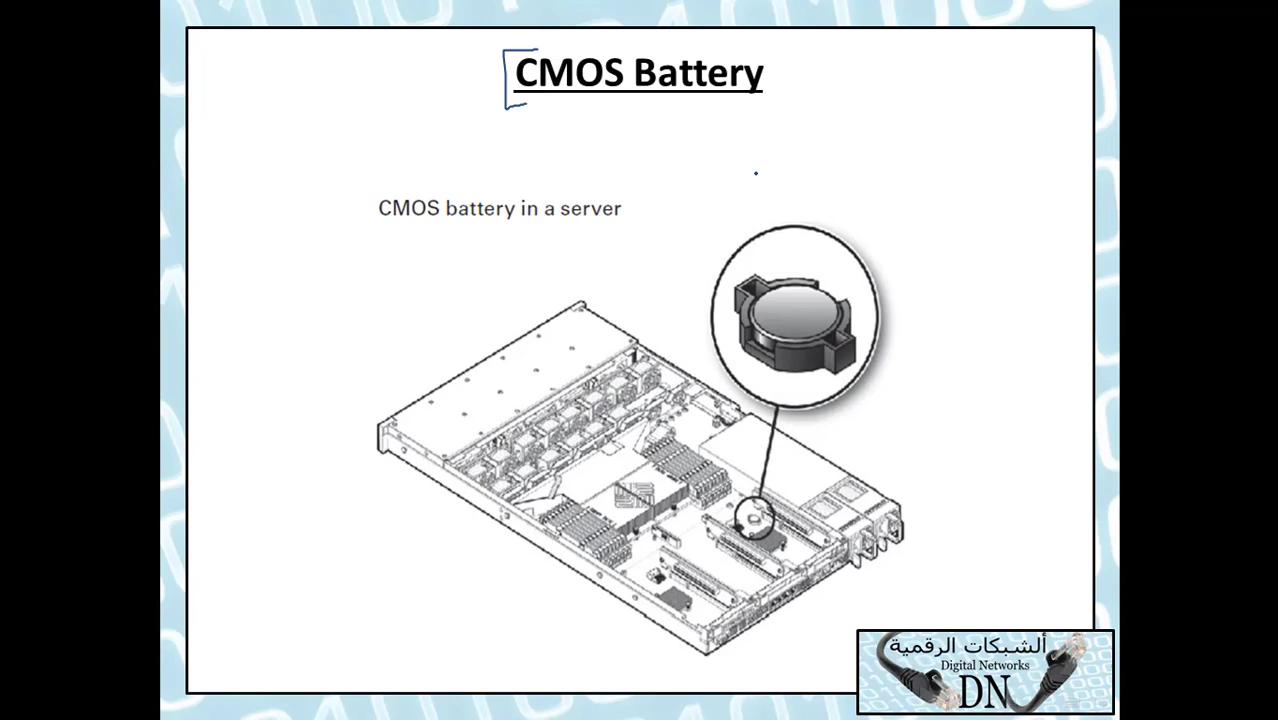 CMOS Battery
CMOS battery in a server
ألشبكات الرقمية
Digital Networks
DN